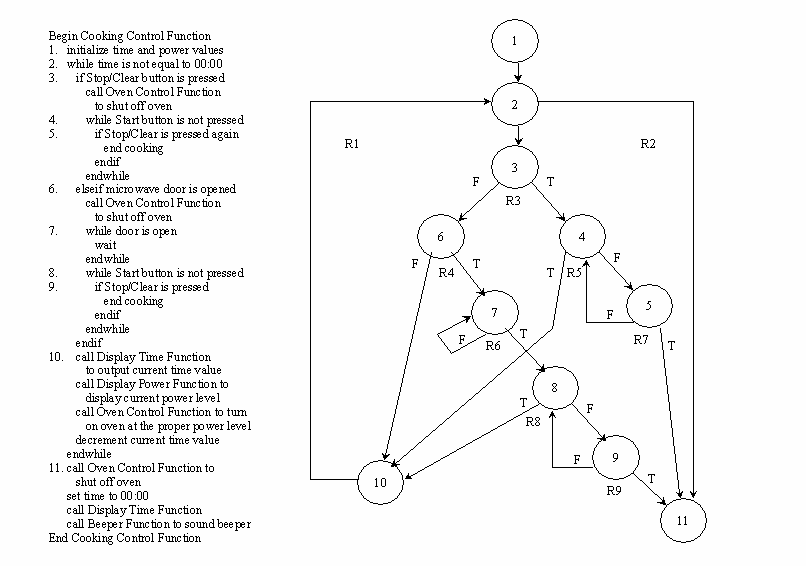 Begin Cooking Control Function
1. initialize time and power values
2. while time is not equal to 00:00
3. if Stop/Clear button is pressed
call Oven Control Function
to shut off oven
4. while Start button is not pressed
5. if Stop/Clear is pressed again
end cooking
endif
endwhile
6. elseif microwave door is opened
call Oven Control Function
to shut off oven
7. while door is open
wait
endwhile
8. while Start button is not pressed
9. if Stop/Clear is pressed
end cooking
endif
endwhile
endif
10. call Display Time Function
to output current time value
call Display Power Function to
display current power level
call Oven Control Function to turn
on oven at the proper power level
decrement current time value
endwhile
11. call Oven Control Function to
shut off oven
set time to 00:00
call Display Time Function
call Beeper Function to sound beeper
End Cooking Control Function
1
2
R1
R2
3
F
T
R3
6
4
F
R4
T
T
R5
F
5
7
F
R6
T
F
R7
T
8
T
R8
F
9
F
R9
T
10
11